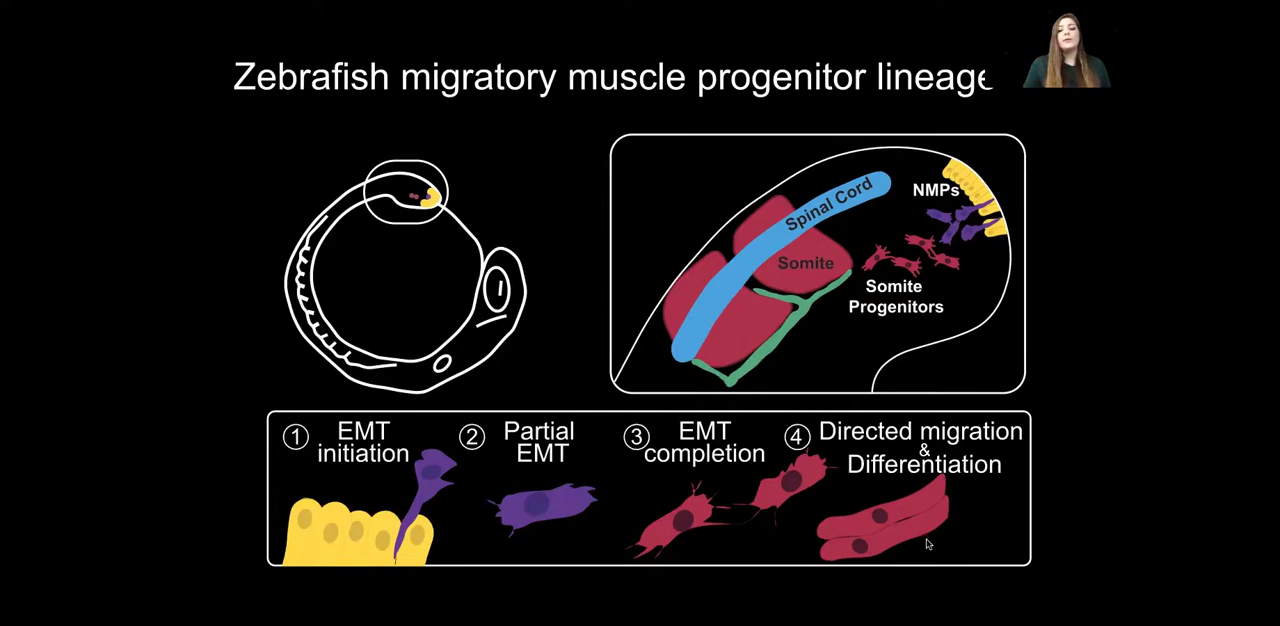 Zebrafish migratory muscle progenitor lineage
NMPs
Spinal Cord
Somite
Somite
Progenitors
1 EMT
initiation
2 Partial
EMT
3 EMT
completion
4 Directed migration
&
Differentiation